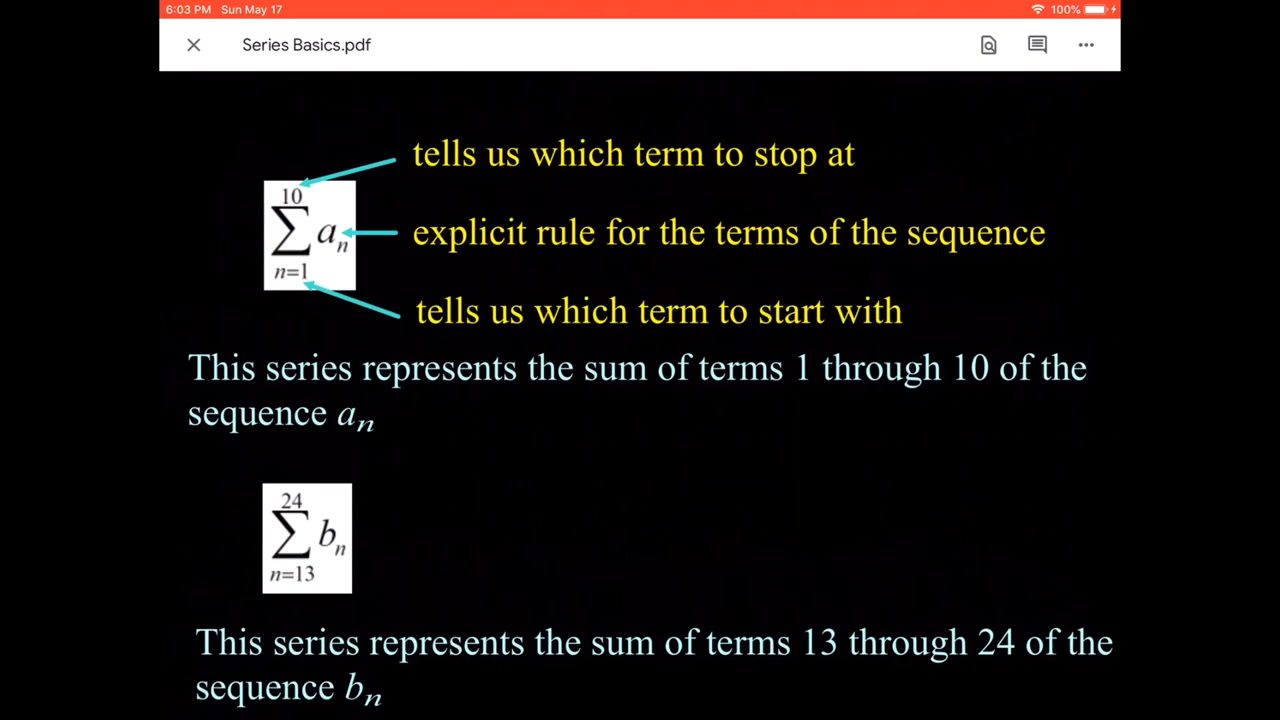 6:03 PM Sun May 17 100%
Series Basics.pdf
tells us which term to stop at
10
∑ aₙ
explicit rule for the terms of the sequence
n=1
tells us which term to start with
This series represents the sum of terms 1 through 10 of the
sequence aₙ
24
∑ bₙ
n=13
This series represents the sum of terms 13 through 24 of the
sequence bₙ